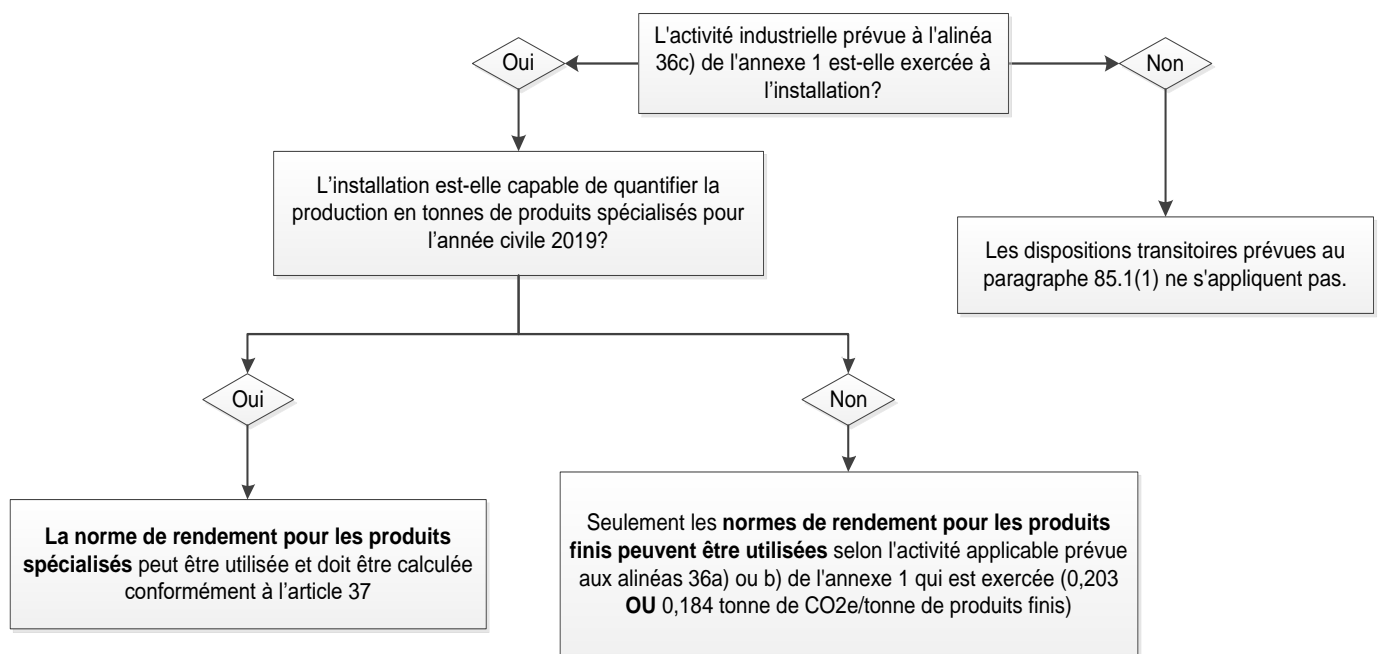 L'activité industrielle prévue à l'alinéa
36c) de l'annexe 1 est-elle exercée à
l’installation?
Oui
Non
L’installation est-elle capable de quantifier la
production en tonnes de produits spécialisés pour
l’année civile 2019?
Les dispositions transitoires prévues au
paragraphe 85.1(1) ne s'appliquent pas.
Oui
Non
La norme de rendement pour les produits
spécialisés peut être utilisée et doit être calculée
conformément à l’article 37
Seulement les normes de rendement pour les produits
finis peuvent être utilisées selon l'activité applicable prévue
aux alinéas 36a) ou b) de l'annexe 1 qui est exercée (0,203
OU 0,184 tonne de CO2e/tonne de produits finis)